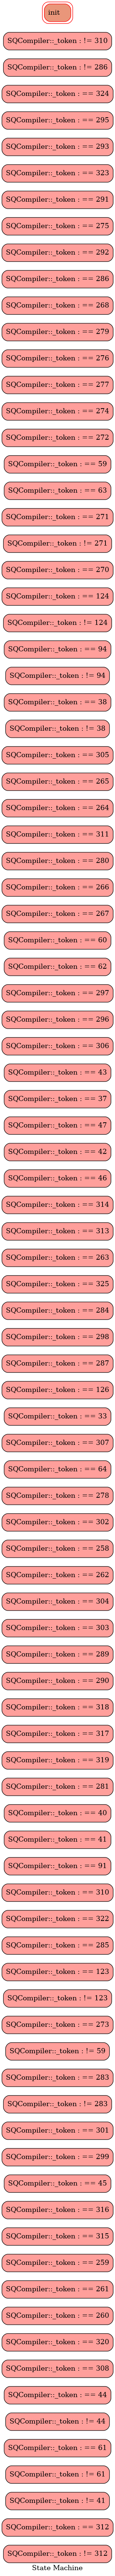 init
SQCompiler::_token : != 310
SQCompiler::_token : != 286
SQCompiler::_token : == 324
SQCompiler::_token : == 295
SQCompiler::_token : == 293
SQCompiler::_token : == 323
SQCompiler::_token : == 291
SQCompiler::_token : == 275
SQCompiler::_token : == 292
SQCompiler::_token : == 286
SQCompiler::_token : == 268
SQCompiler::_token : == 279
SQCompiler::_token : == 276
SQCompiler::_token : == 277
SQCompiler::_token : == 274
SQCompiler::_token : == 272
SQCompiler::_token : == 59
SQCompiler::_token : == 63
SQCompiler::_token : == 271
SQCompiler::_token : != 271
SQCompiler::_token : == 270
SQCompiler::_token : == 124
SQCompiler::_token : != 124
SQCompiler::_token : == 94
SQCompiler::_token : != 94
SQCompiler::_token : == 38
SQCompiler::_token : != 38
SQCompiler::_token : == 305
SQCompiler::_token : == 265
SQCompiler::_token : == 264
SQCompiler::_token : == 311
SQCompiler::_token : == 280
SQCompiler::_token : == 266
SQCompiler::_token : == 267
SQCompiler::_token : == 60
SQCompiler::_token : == 62
SQCompiler::_token : == 297
SQCompiler::_token : == 296
SQCompiler::_token : == 306
SQCompiler::_token : == 43
SQCompiler::_token : == 37
SQCompiler::_token : == 47
SQCompiler::_token : == 42
SQCompiler::_token : == 46
SQCompiler::_token : == 314
SQCompiler::_token : == 313
SQCompiler::_token : == 263
SQCompiler::_token : == 325
SQCompiler::_token : == 284
SQCompiler::_token : == 298
SQCompiler::_token : == 287
SQCompiler::_token : == 126
SQCompiler::_token : == 33
SQCompiler::_token : == 307
SQCompiler::_token : == 64
SQCompiler::_token : == 278
SQCompiler::_token : == 302
SQCompiler::_token : == 258
SQCompiler::_token : == 262
SQCompiler::_token : == 304
SQCompiler::_token : == 303
SQCompiler::_token : == 289
SQCompiler::_token : == 290
SQCompiler::_token : == 318
SQCompiler::_token : == 317
SQCompiler::_token : == 319
SQCompiler::_token : == 281
SQCompiler::_token : == 40
SQCompiler::_token : == 41
SQCompiler::_token : == 91
SQCompiler::_token : == 310
SQCompiler::_token : == 322
SQCompiler::_token : == 285
SQCompiler::_token : == 123
SQCompiler::_token : != 123
SQCompiler::_token : == 273
SQCompiler::_token : != 59
SQCompiler::_token : == 283
SQCompiler::_token : != 283
SQCompiler::_token : == 301
SQCompiler::_token : == 299
SQCompiler::_token : == 45
SQCompiler::_token : == 316
SQCompiler::_token : == 315
SQCompiler::_token : == 259
SQCompiler::_token : == 261
SQCompiler::_token : == 260
SQCompiler::_token : == 320
SQCompiler::_token : == 308
SQCompiler::_token : == 44
SQCompiler::_token : != 44
SQCompiler::_token : == 61
SQCompiler::_token : != 61
SQCompiler::_token : != 41
SQCompiler::_token : == 312
SQCompiler::_token : != 312
State Machine